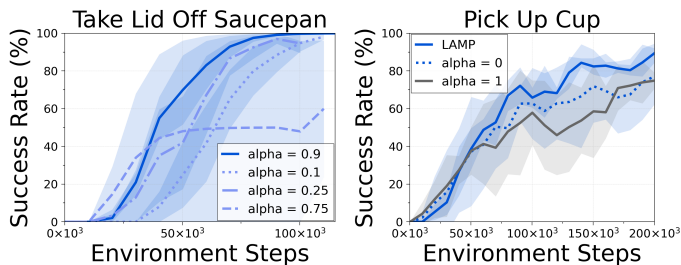 Take Lid Off Saucepan
Success Rate (%)
100
80
60
40
20
0
0×10³
50×10³
100×10³
Environment Steps
alpha = 0.9
alpha = 0.1
alpha = 0.25
alpha = 0.75
Pick Up Cup
Success Rate (%)
100
80
60
40
20
0
0×10³
50×10³
100×10³
150×10³
200×10³
Environment Steps
LAMP
alpha = 0
alpha = 1